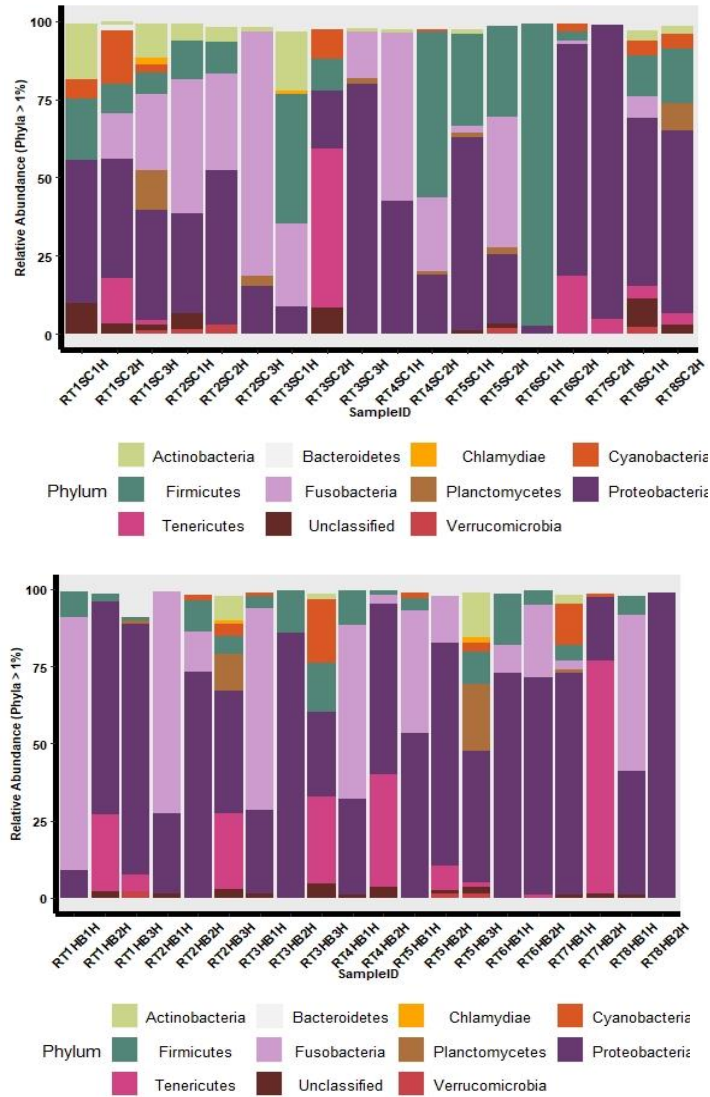 Relative Abundance (Phyla > 1%)
100
75
50
25
0
RT1SC1H RT1SC2H RT1SC3H RT2SC1H RT2SC2H RT2SC3H RT3SC1H RT3SC2H RT3SC3H RT4SC1H RT4SC2H RT5SC1H RT5SC2H RT6SC1H RT6SC2H RT7SC2H RT8SC1H RT8SC2H
SampleID
Actinobacteria Bacteroidetes Chlamydiae Cyanobacteria
Phylum Firmicutes Fusobacteria Planctomycetes Proteobacteria
Tenericutes Unclassified Verrucomicrobia
Relative Abundance (Phyla > 1%)
100
75
50
25
0
RT1HB1H RT1HB2H RT1HB3H RT2HB1H RT2HB2H RT2HB3H RT3HB1H RT3HB2H RT3HB3H RT4HB1H RT4HB2H RT5HB1H RT5HB2H RT5HB3H RT6HB1H RT6HB2H RT7HB1H RT7HB2H RT8HB1H RT8HB2H
SampleID
Actinobacteria Bacteroidetes Chlamydiae Cyanobacteria
Phylum Firmicutes Fusobacteria Planctomycetes Proteobacteria
Tenericutes Unclassified Verrucomicrobia